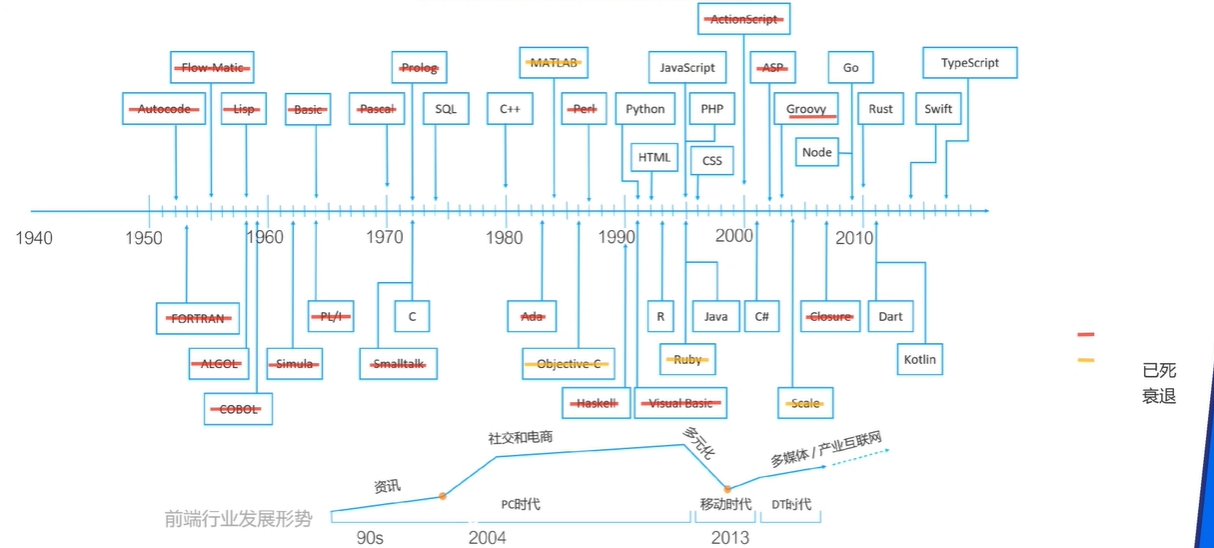 ActionScript
Flow-Matic
Prolog
MATLAB
JavaScript
ASP
Go
TypeScript
Autocode
Lisp
Basic
Pascal
SQL
C++
Perl
Python
PHP
Groovy
Rust
Swift
HTML
CSS
Node
1940
1950
1960
1970
1980
1990
2000
2010
FORTRAN
PL/I
C
Ada
R
Java
C#
Closure
Dart
ALGOL
Simula
Smalltalk
Objective-C
Ruby
Kotlin
COBOL
Haskell
Visual Basic
Scale
已死
衰退
社交和电商
多元化
多媒体 / 产业互联网
资讯
PC时代
移动时代
DT时代
前端行业发展形势
90s
2004
2013